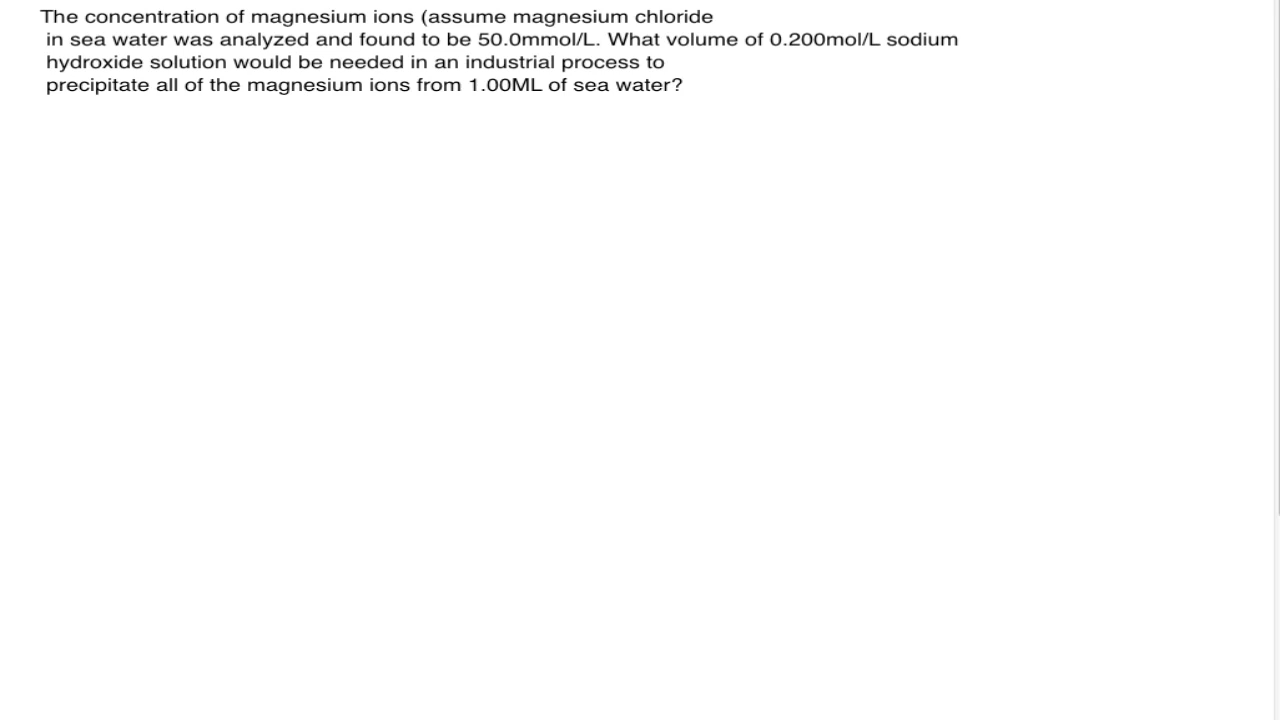 The concentration of magnesium ions (assume magnesium chloride
in sea water was analyzed and found to be 50.0mmol/L. What volume of 0.200mol/L sodium
hydroxide solution would be needed in an industrial process to
precipitate all of the magnesium ions from 1.00ML of sea water?